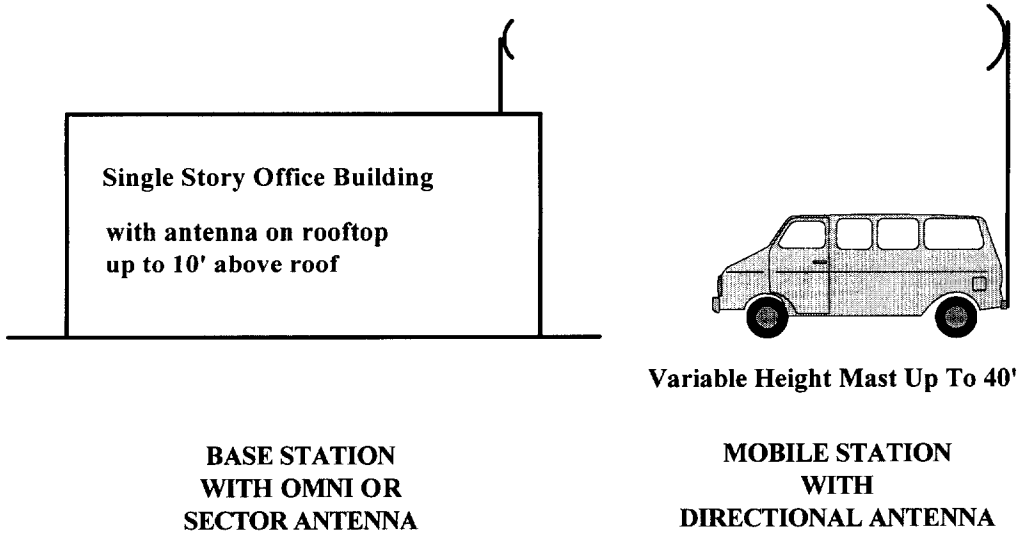 Single Story Office Building
with antenna on rooftop
up to 10' above roof
Variable Height Mast Up To 40'
BASE STATION
WITH OMNI OR
SECTOR ANTENNA
MOBILE STATION
WITH
DIRECTIONAL ANTENNA